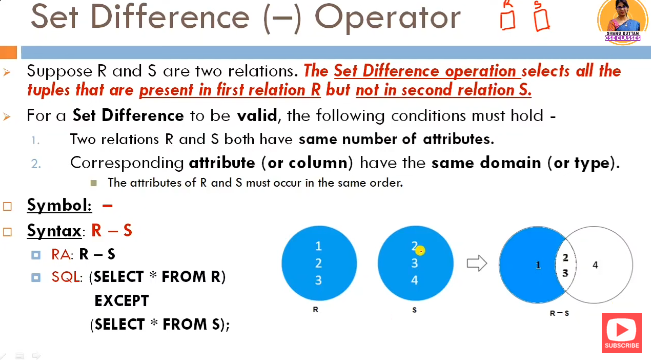 Set Difference (–) Operator
R S
SHANU KUTTAN
CSE CLASSES
Suppose R and S are two relations. The Set Difference operation selects all the
tuples that are present in first relation R but not in second relation S.
For a Set Difference to be valid, the following conditions must hold -
1. Two relations R and S both have same number of attributes.
2. Corresponding attribute (or column) have the same domain (or type).
The attributes of R and S must occur in the same order.
Symbol: –
Syntax: R – S
RA: R – S
SQL: (SELECT * FROM R)
EXCEPT
(SELECT * FROM S);
1
2
3
R
2
3
4
S
1
2
3
4
R – S
SUBSCRIBE